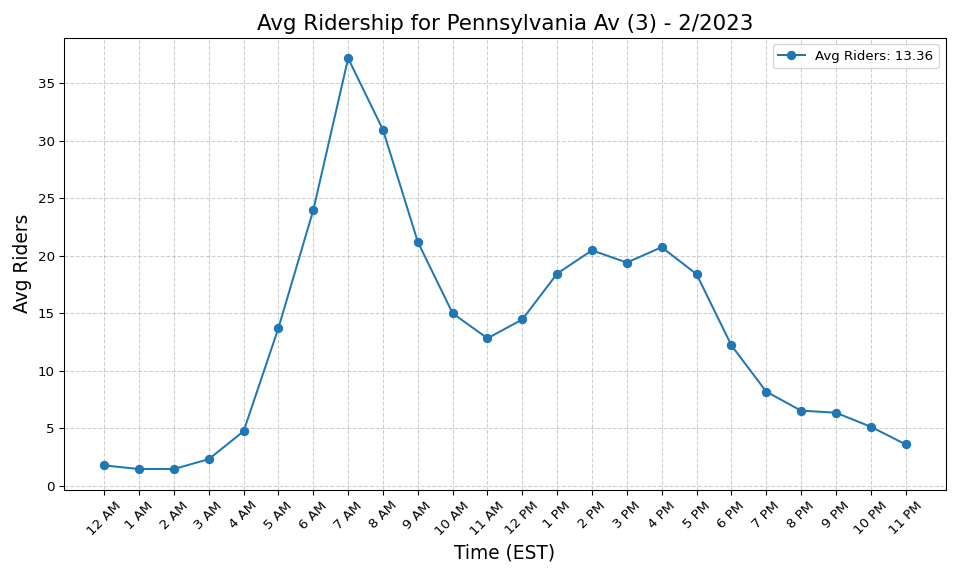 Avg Ridership for Pennsylvania Av (3) - 2/2023
Avg Riders: 13.36
Avg Riders
35
30
25
20
15
10
5
0
12 AM
1 AM
2 AM
3 AM
4 AM
5 AM
6 AM
7 AM
8 AM
9 AM
10 AM
11 AM
12 PM
1 PM
2 PM
3 PM
4 PM
5 PM
6 PM
7 PM
8 PM
9 PM
10 PM
11 PM
Time (EST)